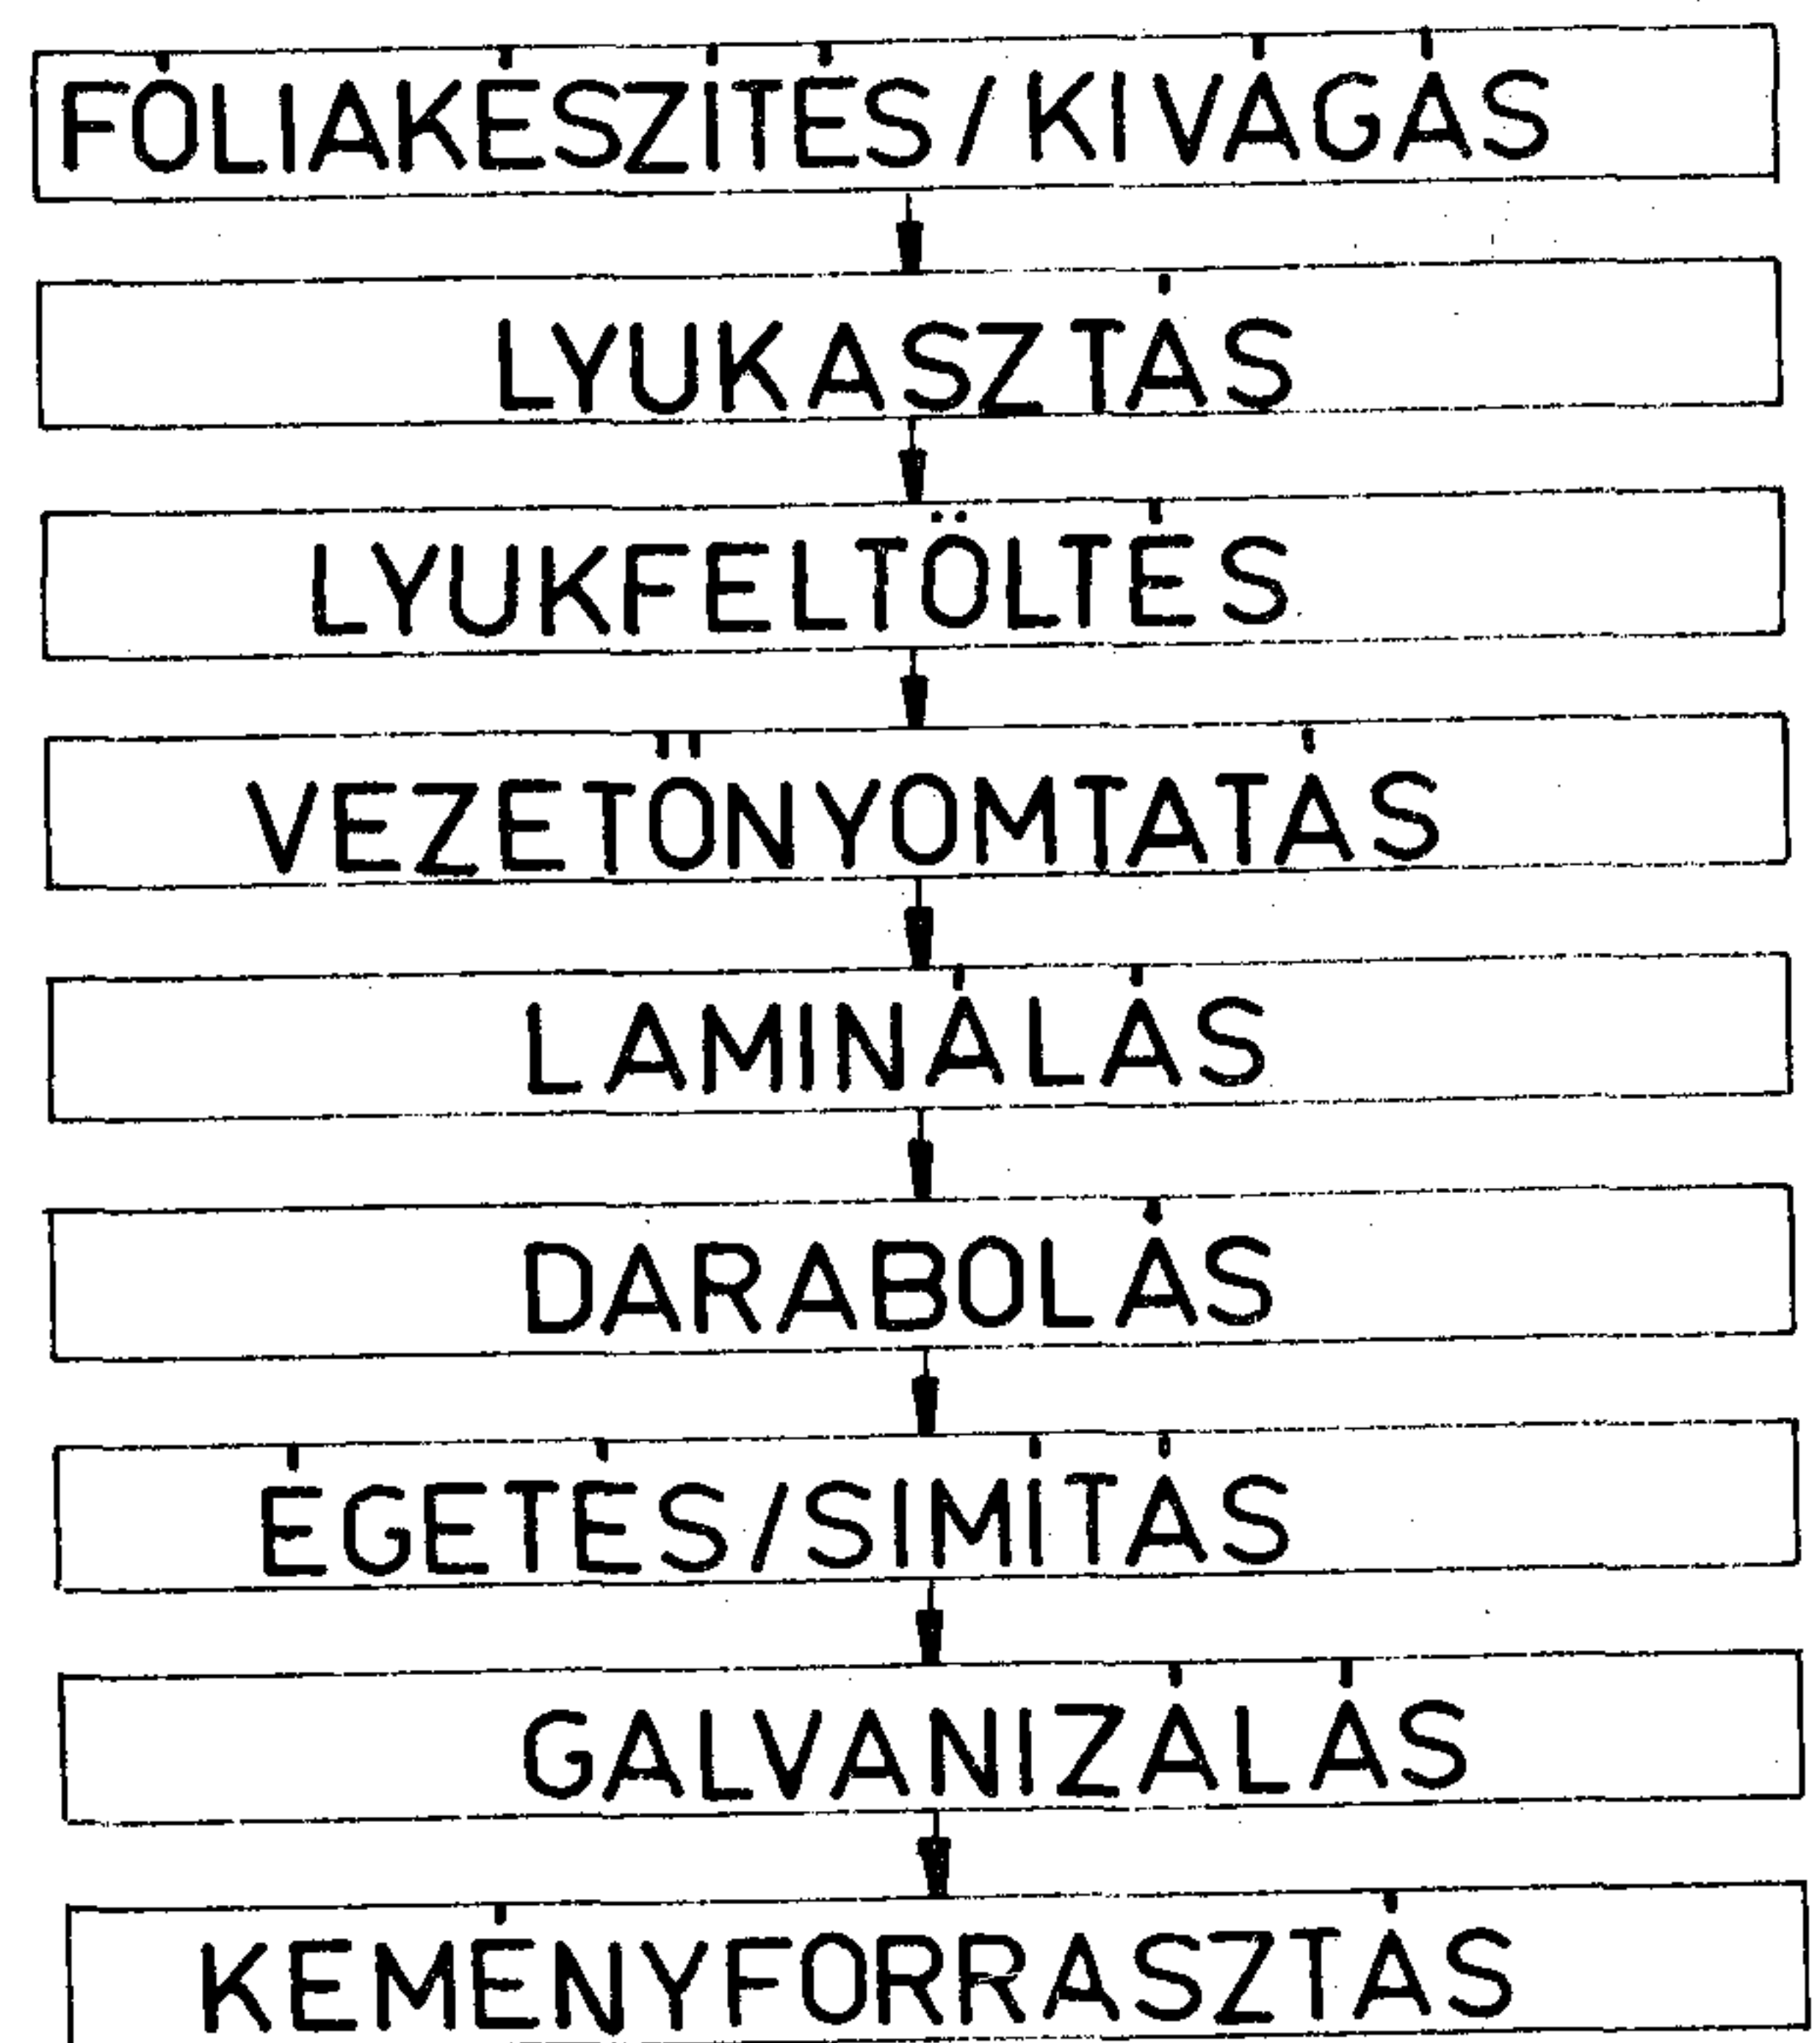 FÓLIAKÉSZÍTÉS/KIVÁGÁS
LYUKASZTÁS
LYUKFELTÖLTÉS
VEZETŐNYOMTATÁS
LAMINÁLÁS
DARABOLÁS
ÉGETÉS/SIMÍTÁS
GALVANIZÁLÁS
KEMÉNYFORRASZTÁS